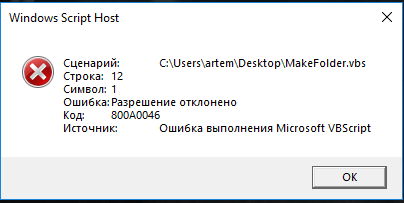 Windows Script Host
Сценарий: C:\Users\artem\Desktop\MakeFolder.vbs
Строка: 12
Символ: 1
Ошибка: Разрешение отклонено
Код: 800A0046
Источник: Ошибка выполнения Microsoft VBScript
OK